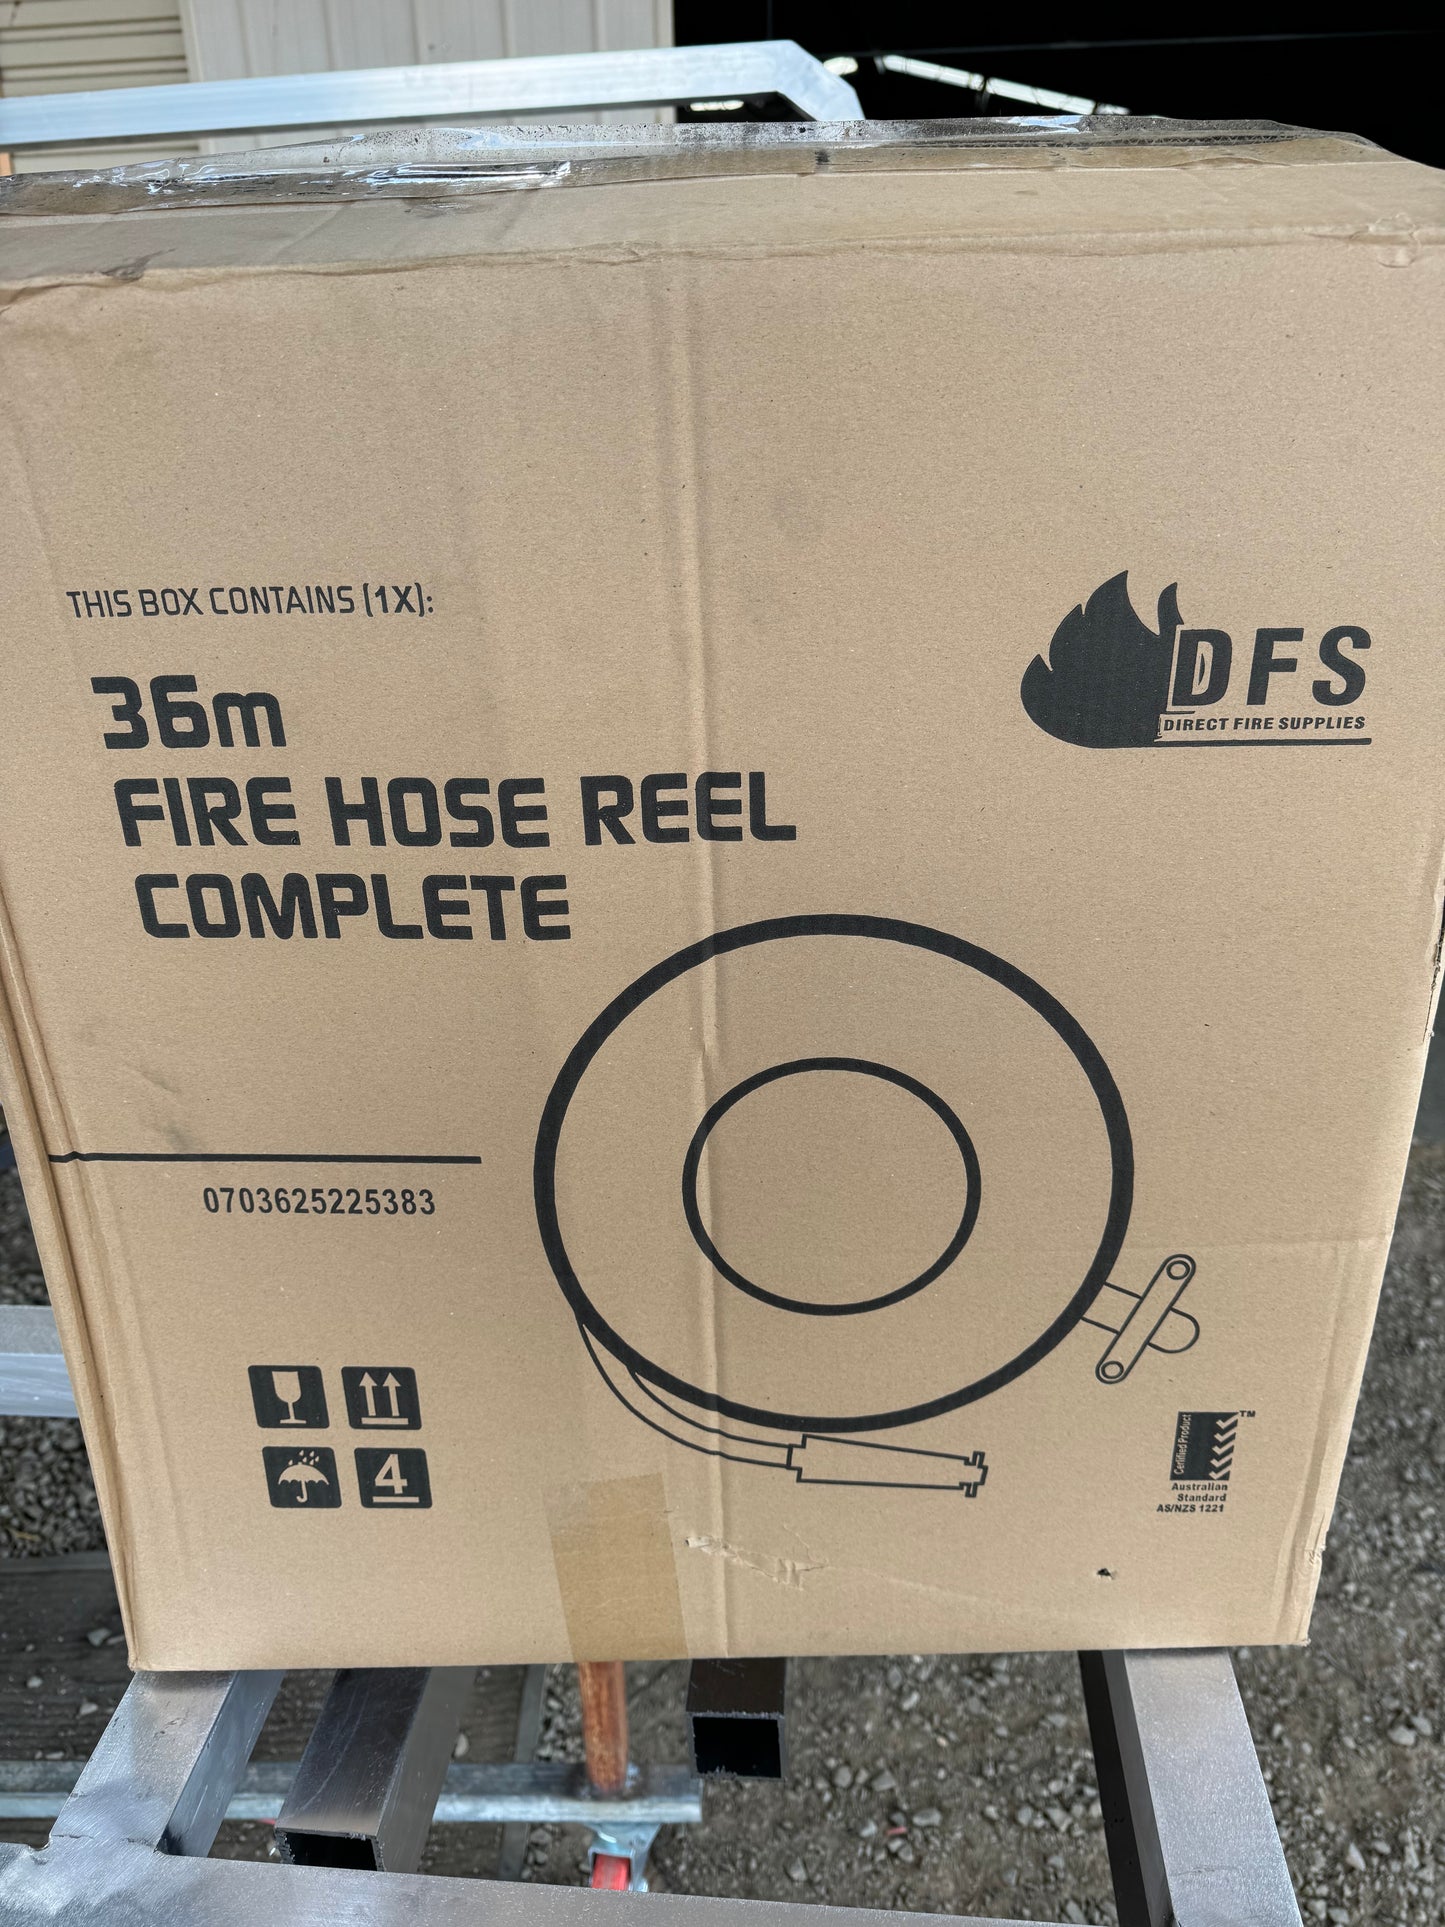 THIS BOX CONTAINS (1X):
36m
FIRE HOSE REEL
COMPLETE
DFS
DIRECT FIRE SUPPLIES
0703625225383
4
Certified Product
TM
Australian
Standard
AS/NZS 1221